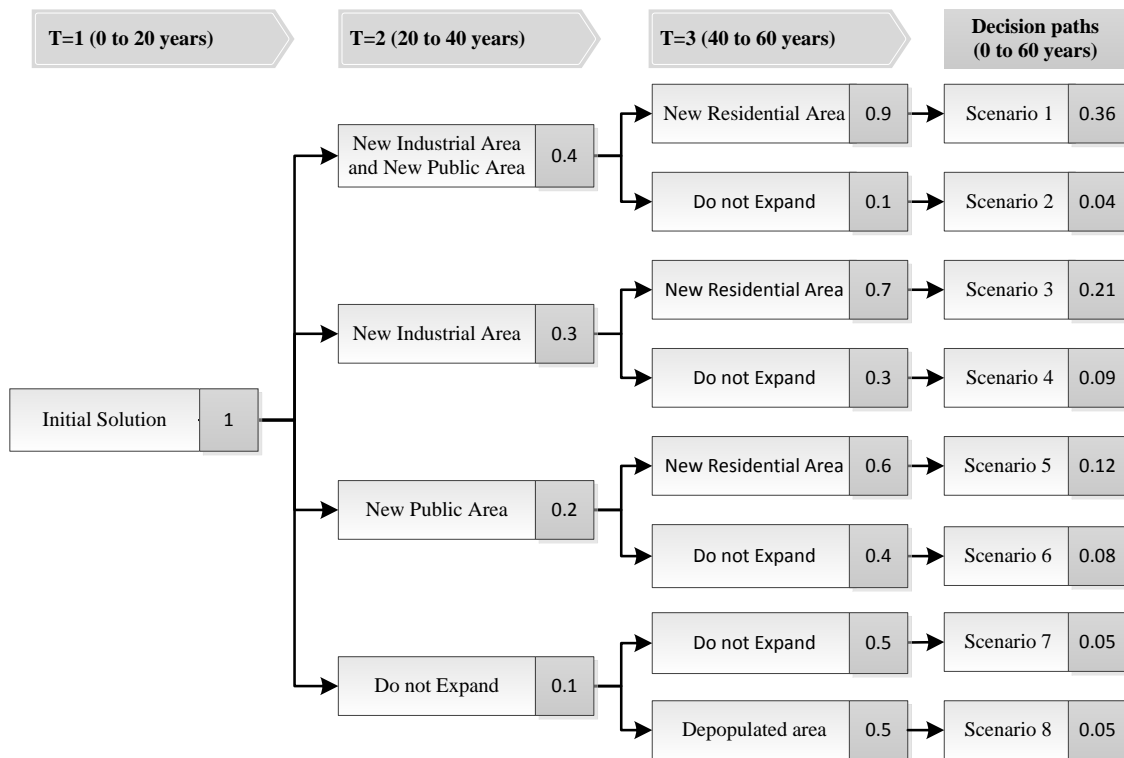 T=1 (0 to 20 years)
T=2 (20 to 40 years)
T=3 (40 to 60 years)
Decision paths
(0 to 60 years)
Initial Solution 1
New Industrial Area
and New Public Area
0.4
New Residential Area 0.9
Scenario 1 0.36
Do not Expand 0.1
Scenario 2 0.04
New Industrial Area 0.3
New Residential Area 0.7
Scenario 3 0.21
Do not Expand 0.3
Scenario 4 0.09
New Public Area 0.2
New Residential Area 0.6
Scenario 5 0.12
Do not Expand 0.4
Scenario 6 0.08
Do not Expand 0.1
Do not Expand 0.5
Scenario 7 0.05
Depopulated area 0.5
Scenario 8 0.05